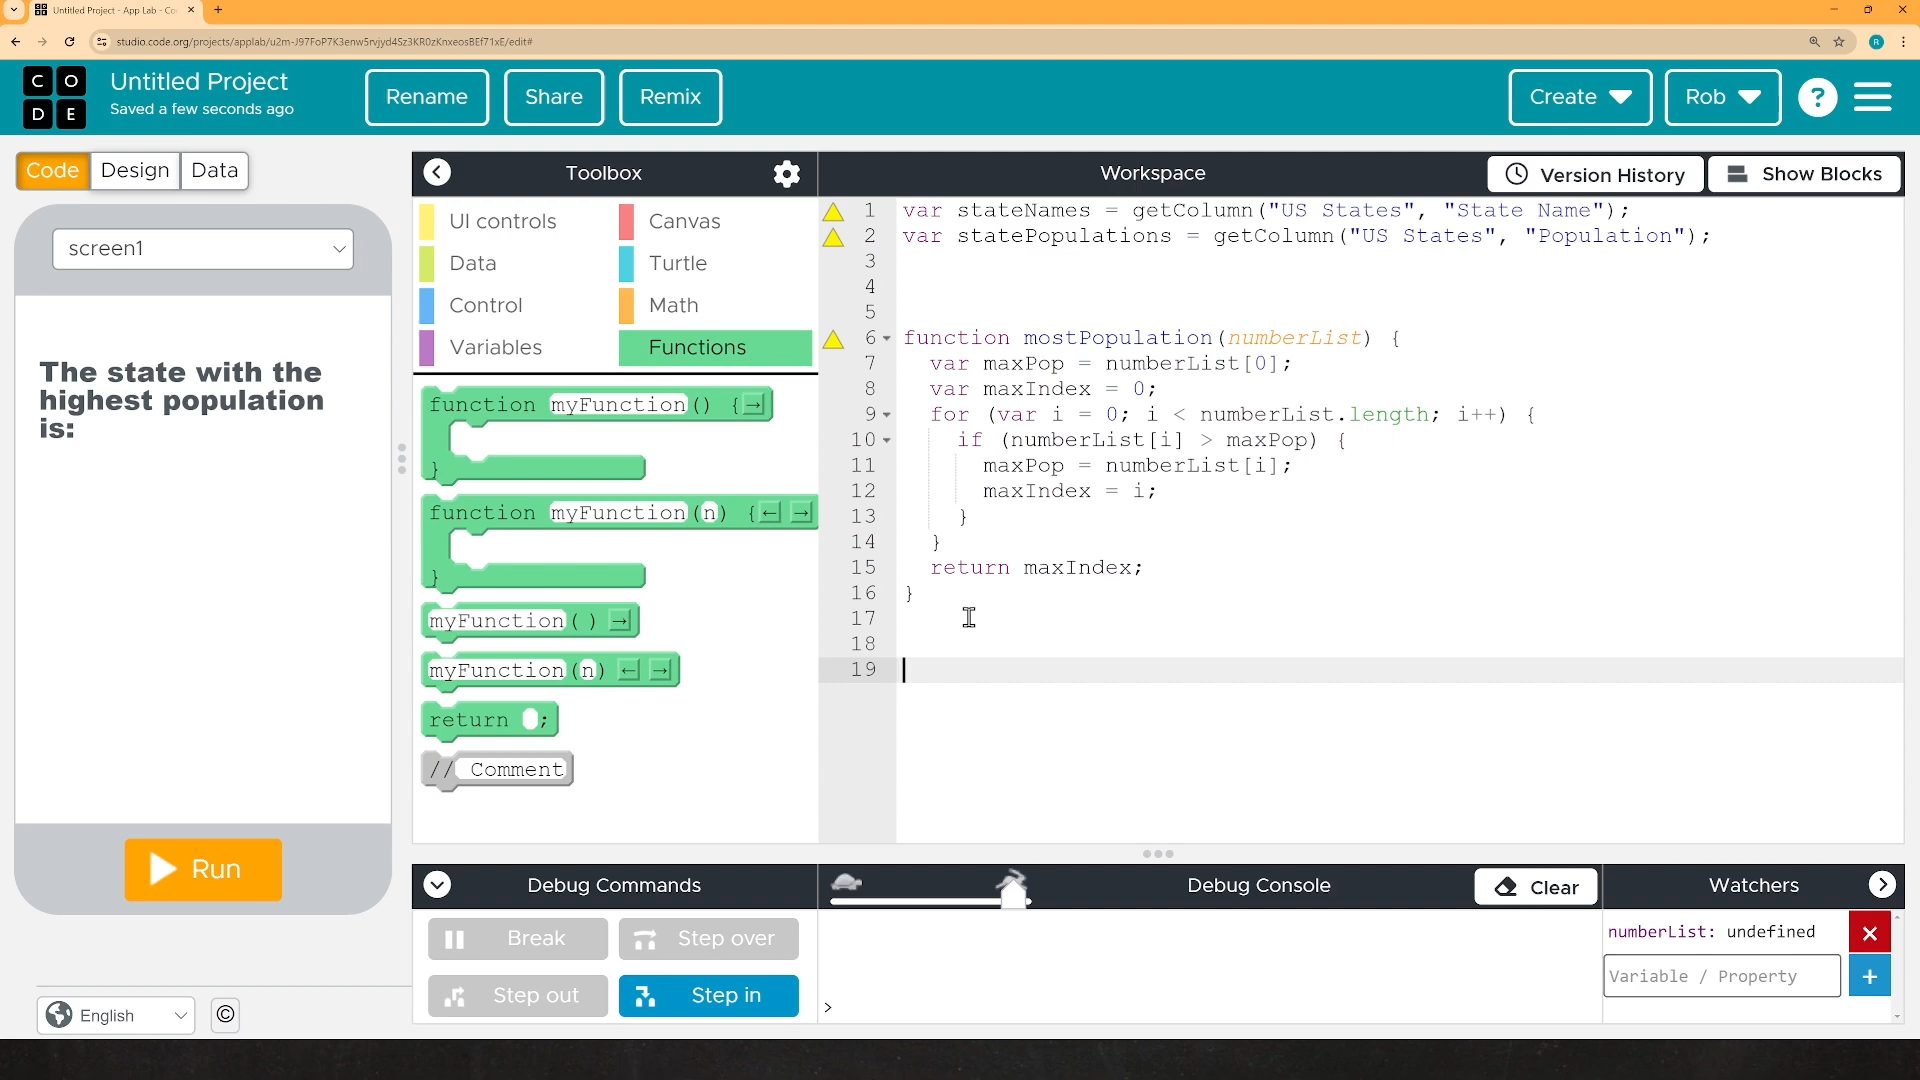 Untitled Project - App Lab - Co
studio.code.org/projects/applab/u2m-J97FoP7K3enw5rvjyd4Sz3KR0zKnxeosBEf71xE/edit#
R
C O
D E
Untitled Project
Saved a few seconds ago
Rename
Share
Remix
Create
Rob
?
Code
Design
Data
Toolbox
Workspace
Version History
Show Blocks
screen1
The state with the
highest population
is:
Run
English
©
UI controls
Canvas
Data
Turtle
Control
Math
Variables
Functions
function myFunction() {
}
function myFunction(n) {
}
myFunction()
myFunction(n)
return ;
// Comment
1 var stateNames = getColumn("US States", "State Name");
2 var statePopulations = getColumn("US States", "Population");
3
4
5
6 function mostPopulation(numberList) {
7 var maxPop = numberList[0];
8 var maxIndex = 0;
9 for (var i = 0; i < numberList.length; i++) {
10 if (numberList[i] > maxPop) {
11 maxPop = numberList[i];
12 maxIndex = i;
13 }
14 }
15 return maxIndex;
16 }
17
18
19
Debug Commands
Debug Console
Clear
Watchers
Break
Step over
Step out
Step in
>
numberList: undefined
Variable / Property